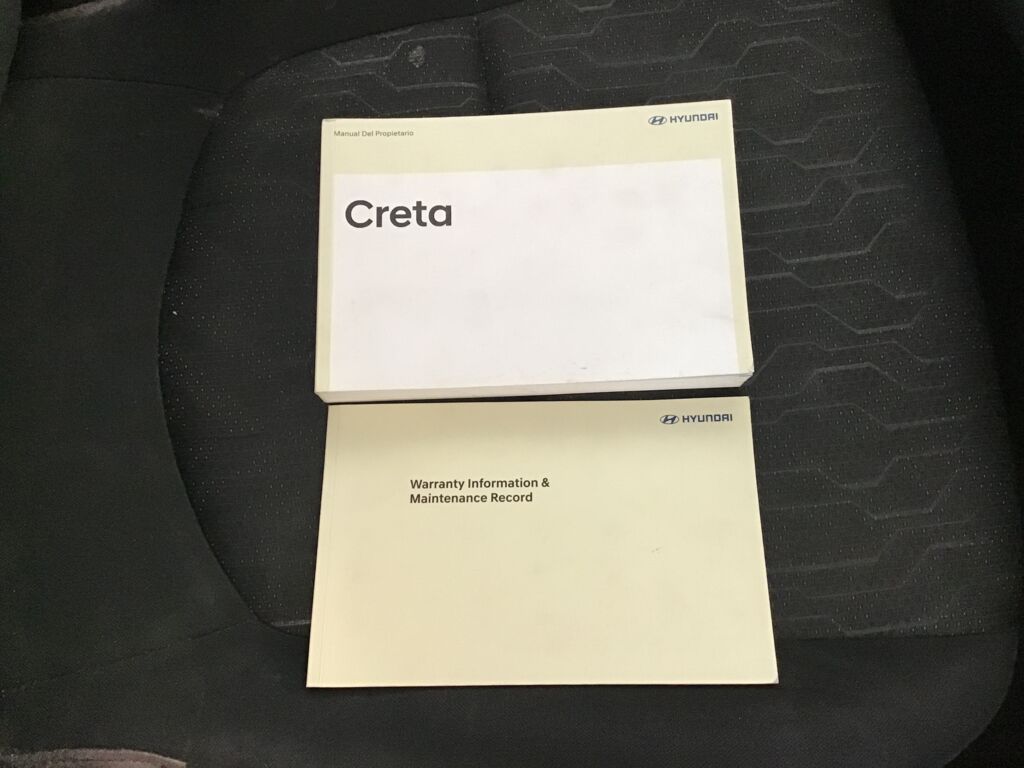 Manual Del Propietario
HYUNDAI
Creta
HYUNDAI
Warranty Information &
Maintenance Record